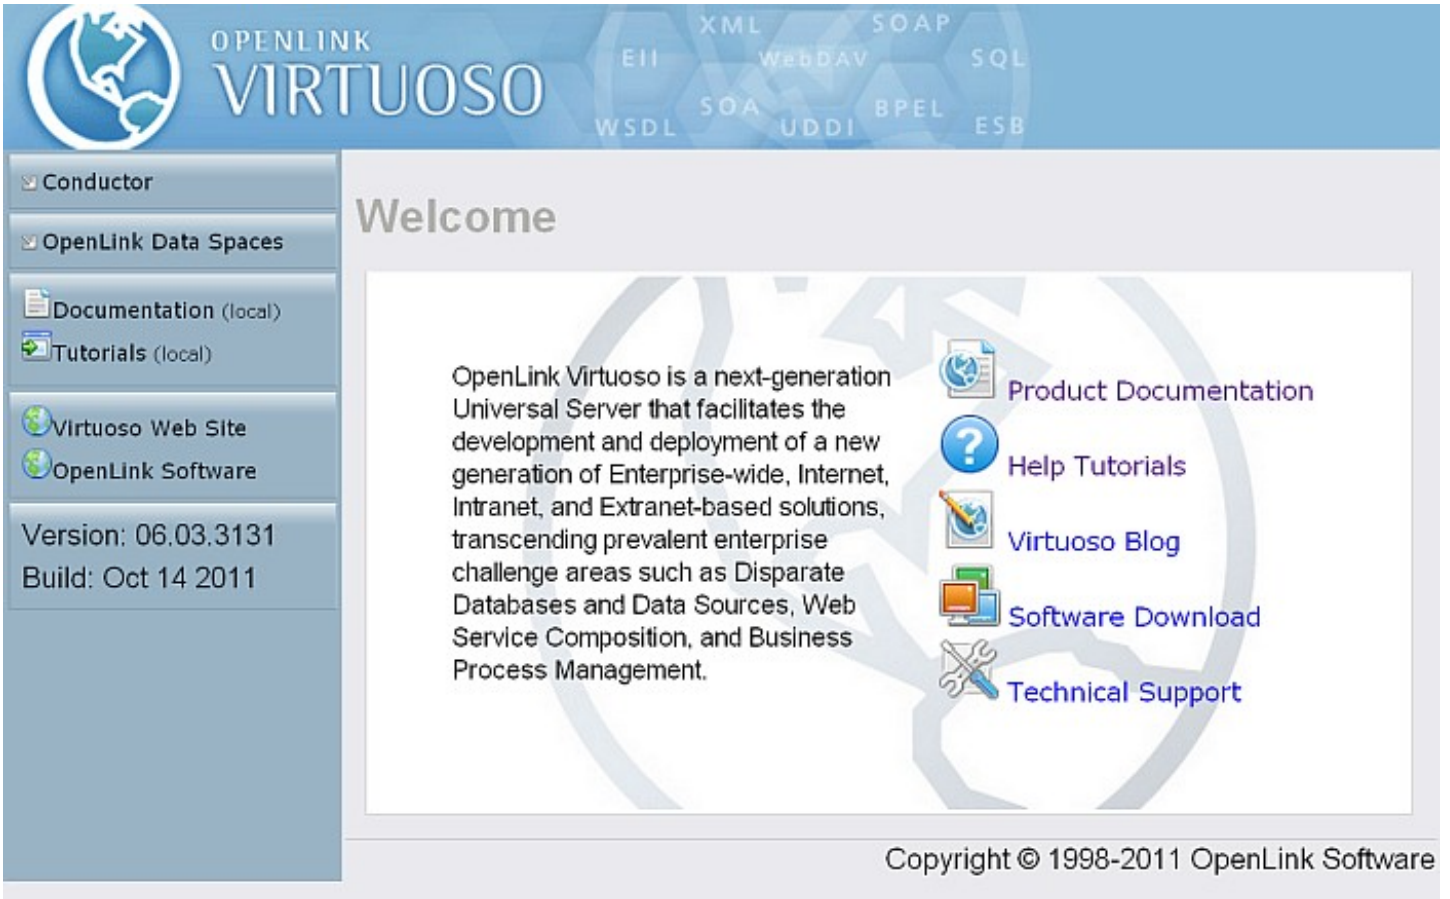 OPENLINK
VIRTUOSO
XML SOAP
EII WebDAV SQL
SOA BPEL
WSDL UDDI ESB
Conductor
OpenLink Data Spaces
Documentation (local)
Tutorials (local)
Virtuoso Web Site
OpenLink Software
Version: 06.03.3131
Build: Oct 14 2011
Welcome
OpenLink Virtuoso is a next-generation
Universal Server that facilitates the
development and deployment of a new
generation of Enterprise-wide, Internet,
Intranet, and Extranet-based solutions,
transcending prevalent enterprise
challenge areas such as Disparate
Databases and Data Sources, Web
Service Composition, and Business
Process Management.
Product Documentation
Help Tutorials
Virtuoso Blog
Software Download
Technical Support
Copyright © 1998-2011 OpenLink Software